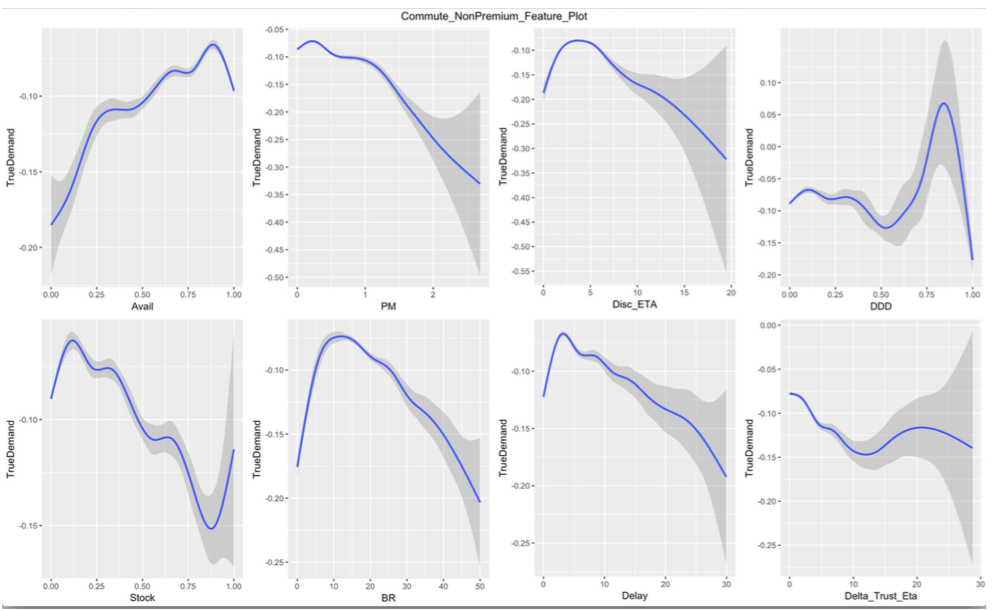 Commute_NonPremium_Feature_Plot
TrueDemand
-0.10
-0.15
-0.20
0.00 0.25 0.50 0.75 1.00
Avail
TrueDemand
-0.05
-0.10
-0.15
-0.20
-0.25
-0.30
-0.35
-0.40
-0.45
-0.50
0 1 2
PM
TrueDemand
-0.10
-0.15
-0.20
-0.25
-0.30
-0.35
-0.40
-0.45
-0.50
-0.55
0 5 10 15 20
Disc_ETA
TrueDemand
0.10
0.05
0.00
-0.05
-0.10
-0.15
-0.20
0.00 0.25 0.50 0.75 1.00
DDD
TrueDemand
-0.10
-0.15
0.00 0.25 0.50 0.75 1.00
Stock
TrueDemand
-0.10
-0.15
-0.20
-0.25
0 10 20 30 40 50
BR
TrueDemand
-0.10
-0.15
-0.20
-0.25
0 10 20 30
Delay
TrueDemand
0.00
-0.05
-0.10
-0.15
-0.20
-0.25
0 10 20 30
Delta_Trust_Eta